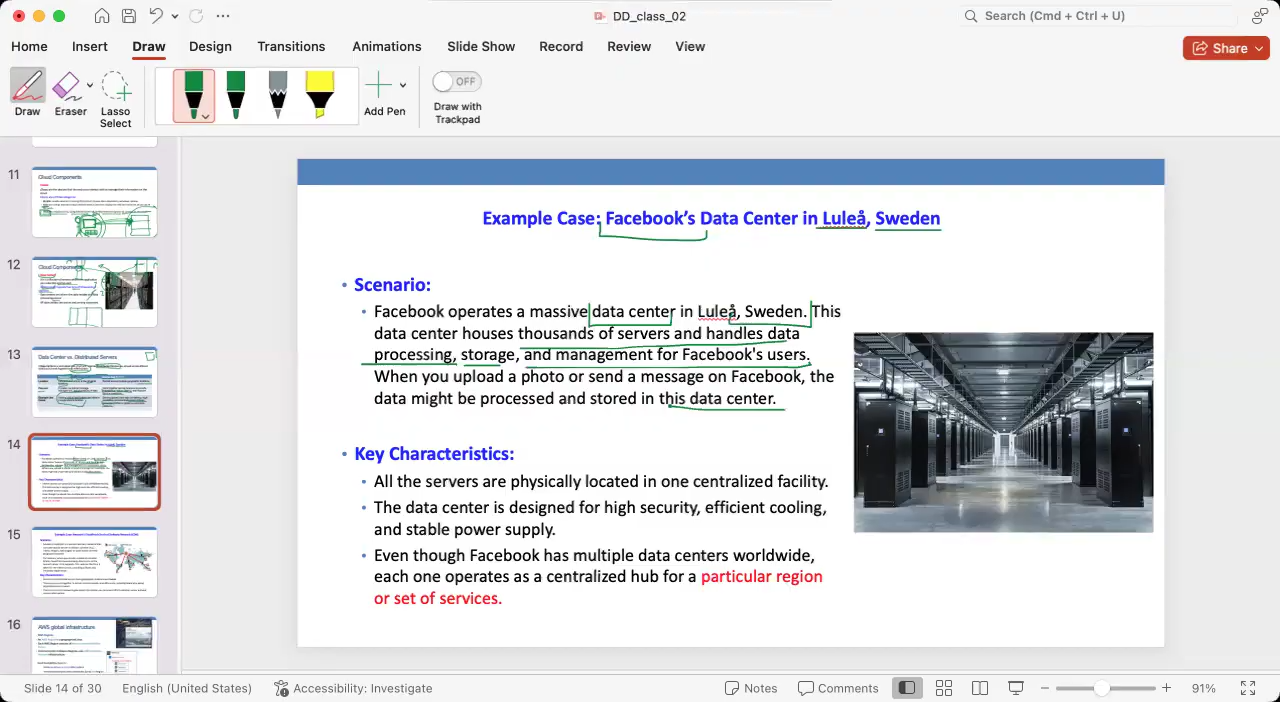 DD_class_02
Search (Cmd + Ctrl + U)
Home Insert Draw Design Transitions Animations Slide Show Record Review View
Share
Draw
Eraser
Lasso
Select
Add Pen
OFF
Draw with
Trackpad
11
Cloud Components
12
Cloud Components
13
Data Center vs. Distributed Servers
14
15
16
AWS global infrastructure
Example Case: Facebook's Data Center in Luleå, Sweden
• Scenario:
• Facebook operates a massive data center in Luleå, Sweden. This
data center houses thousands of servers and handles data
processing, storage, and management for Facebook's users.
When you upload a photo or send a message on Facebook, the
data might be processed and stored in this data center.
• Key Characteristics:
• All the servers are physically located in one centralized facility.
• The data center is designed for high security, efficient cooling,
and stable power supply.
• Even though Facebook has multiple data centers worldwide,
each one operates as a centralized hub for a particular region
or set of services.
Slide 14 of 30 English (United States) Accessibility: Investigate Notes Comments 91%